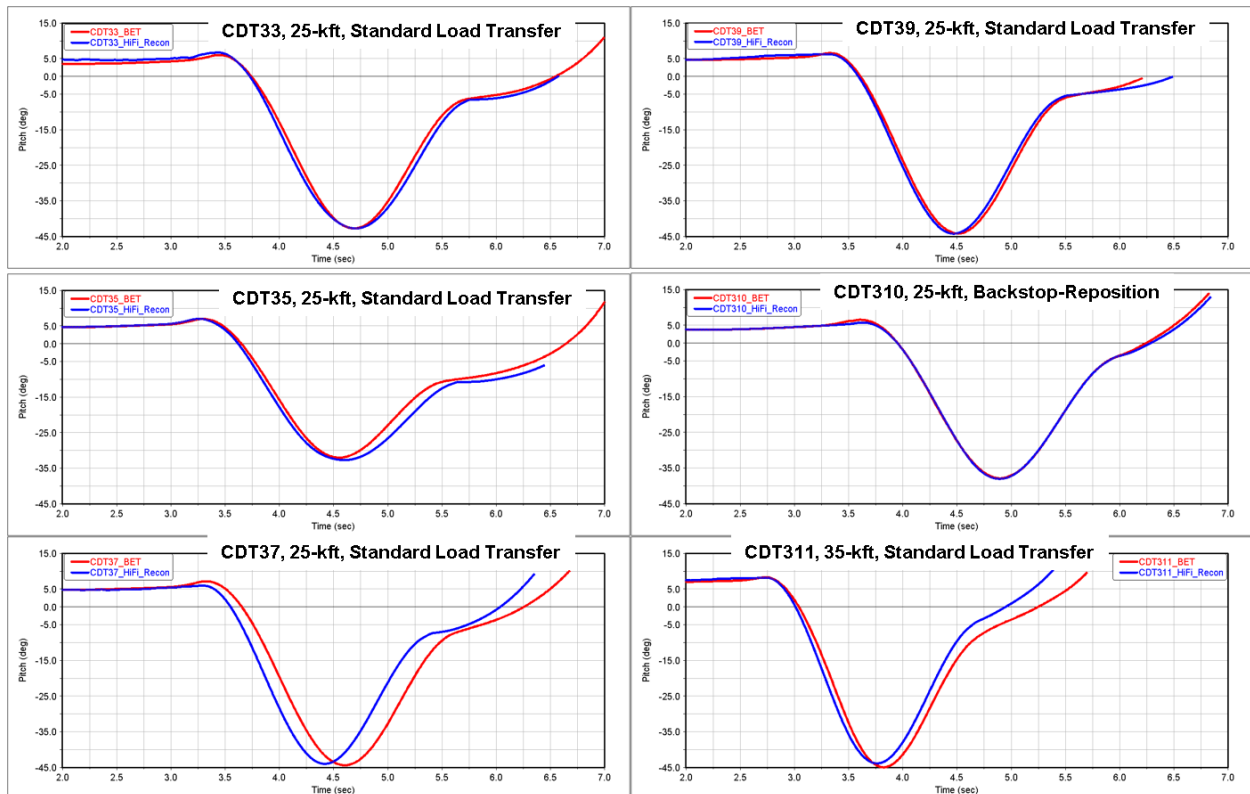 CDT33, 25-kft, Standard Load Transfer
CDT33_BET
CDT33_HiFi_Recon
15.0
5.0
0.0
-5.0
-15.0
-25.0
-35.0
-45.0
Pitch (deg)
2.0 2.5 3.0 3.5 4.0 4.5 5.0 5.5 6.0 6.5 7.0
Time (sec)
CDT39, 25-kft, Standard Load Transfer
CDT39_BET
CDT39_HiFi_Recon
15.0
5.0
0.0
-5.0
-15.0
-25.0
-35.0
-45.0
Pitch (deg)
2.0 2.5 3.0 3.5 4.0 4.5 5.0 5.5 6.0 6.5 7.0
Time (sec)
CDT35, 25-kft, Standard Load Transfer
CDT35_BET
CDT35_HiFi_Recon
15.0
5.0
0.0
-5.0
-15.0
-25.0
-35.0
-45.0
Pitch (deg)
2.0 2.5 3.0 3.5 4.0 4.5 5.0 5.5 6.0 6.5 7.0
Time (sec)
CDT310, 25-kft, Backstop-Reposition
CDT310_BET
CDT310_HiFi_Recon
15.0
5.0
0.0
-5.0
-15.0
-25.0
-35.0
-45.0
Pitch (deg)
2.0 2.5 3.0 3.5 4.0 4.5 5.0 5.5 6.0 6.5 7.0
Time (sec)
CDT37, 25-kft, Standard Load Transfer
CDT37_BET
CDT37_HiFi_Recon
15.0
5.0
0.0
-5.0
-15.0
-25.0
-35.0
-45.0
Pitch (deg)
2.0 2.5 3.0 3.5 4.0 4.5 5.0 5.5 6.0 6.5 7.0
Time (sec)
CDT311, 35-kft, Standard Load Transfer
CDT311_BET
CDT311_HiFi_Recon
15.0
5.0
0.0
-5.0
-15.0
-25.0
-35.0
-45.0
Pitch (deg)
2.0 2.5 3.0 3.5 4.0 4.5 5.0 5.5 6.0 6.5 7.0
Time (sec)